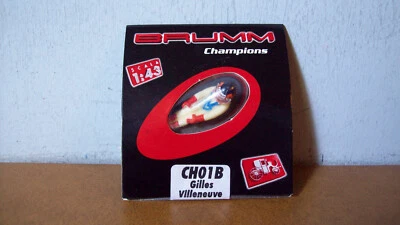 BRUMM
Champions
SCALA
1:43
CH01B
Gilles
Villeneuve